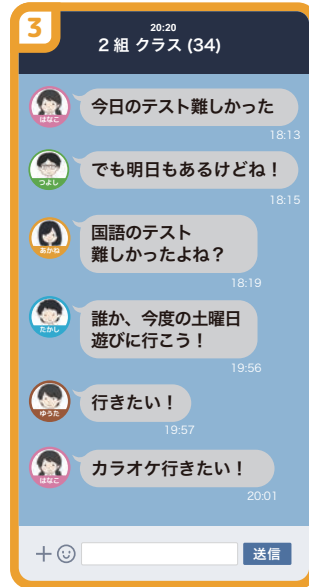 3
20:20
2組 クラス (34)
今日のテスト難しかった
はなこ
18:13
でも明日もあるけどね！
つよし
18:15
国語のテスト
難しかったよね？
あかね
18:19
誰か、今度の土曜日
遊びに行こう！
たかし
19:56
行きたい！
ゆうた
19:57
カラオケ行きたい！
はなこ
20:01
送信